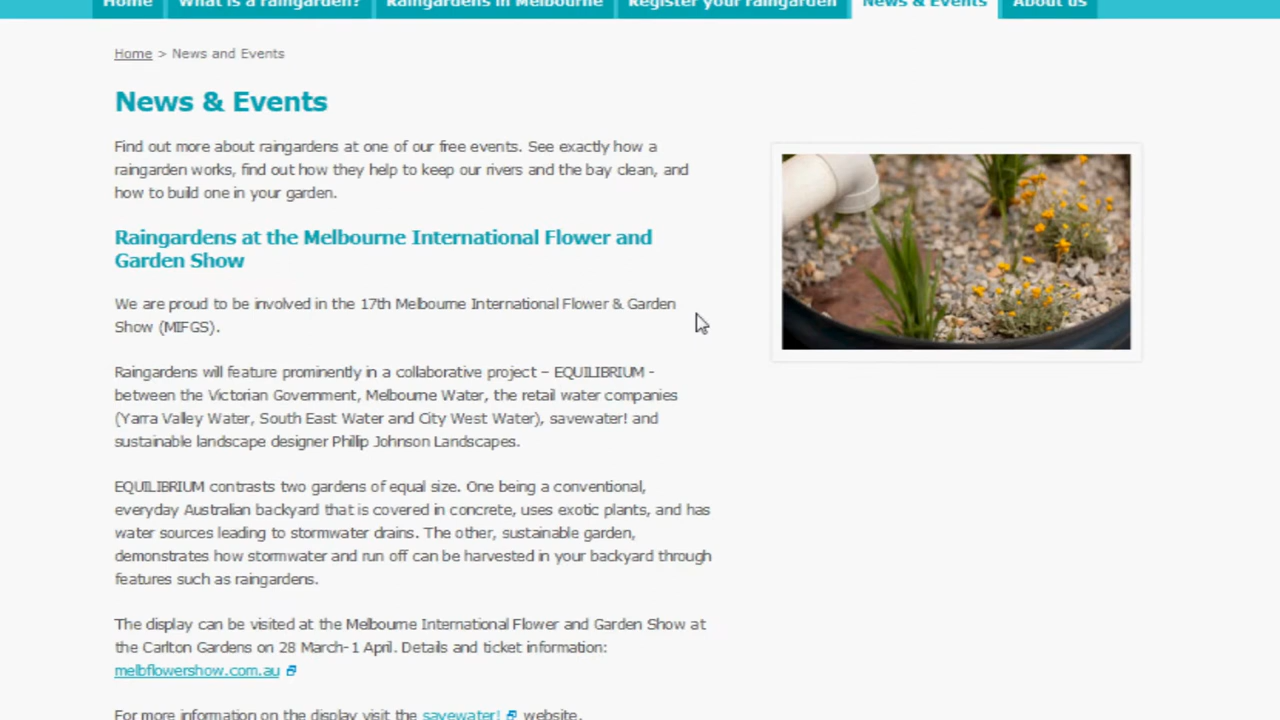 Home What is a raingarden? Raingardens in Melbourne Register your raingarden News & Events About us
Home > News and Events
News & Events
Find out more about raingardens at one of our free events. See exactly how a
raingarden works, find out how they help to keep our rivers and the bay clean, and
how to build one in your garden.
Raingardens at the Melbourne International Flower and
Garden Show
We are proud to be involved in the 17th Melbourne International Flower & Garden
Show (MIFGS).
Raingardens will feature prominently in a collaborative project – EQUILIBRIUM -
between the Victorian Government, Melbourne Water, the retail water companies
(Yarra Valley Water, South East Water and City West Water), savewater! and
sustainable landscape designer Phillip Johnson Landscapes.
EQUILIBRIUM contrasts two gardens of equal size. One being a conventional,
everyday Australian backyard that is covered in concrete, uses exotic plants, and has
water sources leading to stormwater drains. The other, sustainable garden,
demonstrates how stormwater and run off can be harvested in your backyard through
features such as raingardens.
The display can be visited at the Melbourne International Flower and Garden Show at
the Carlton Gardens on 28 March-1 April. Details and ticket information:
melbflowershow.com.au
For more information on the display visit the savewater! website.